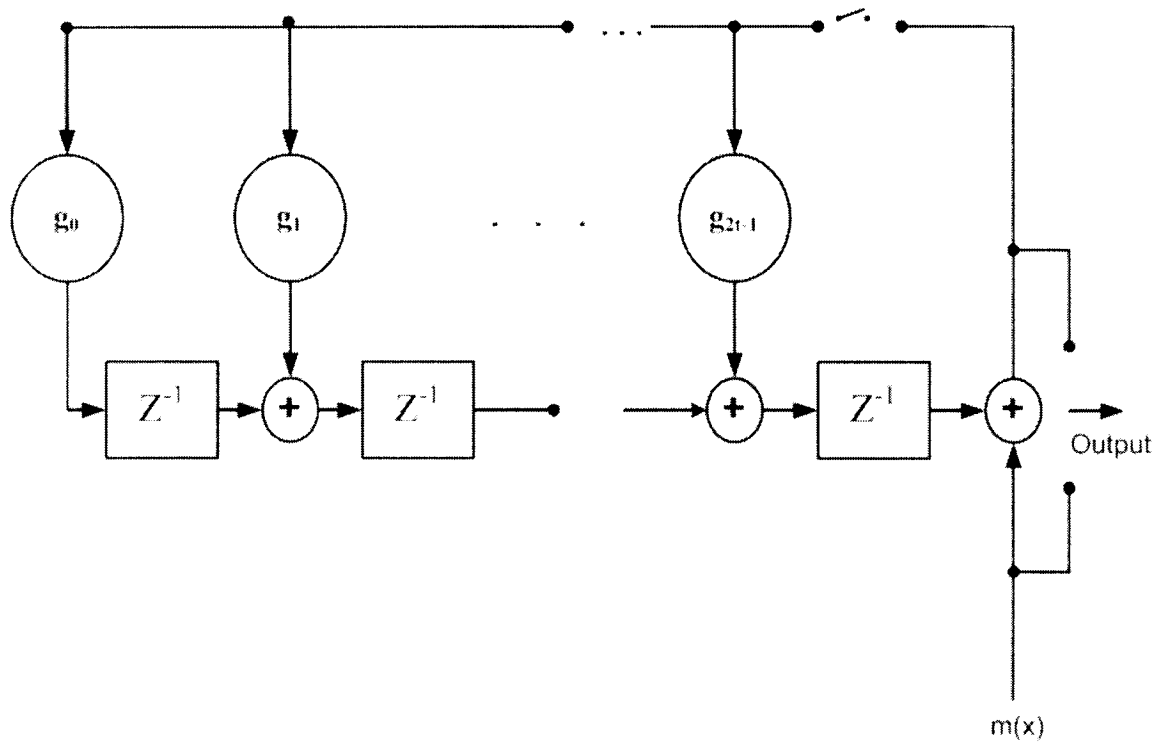 . . .
g₀ g₁ . . . g₂ₜ₋₁
Z⁻¹ + Z⁻¹ + Z⁻¹ +
Output
m(x)